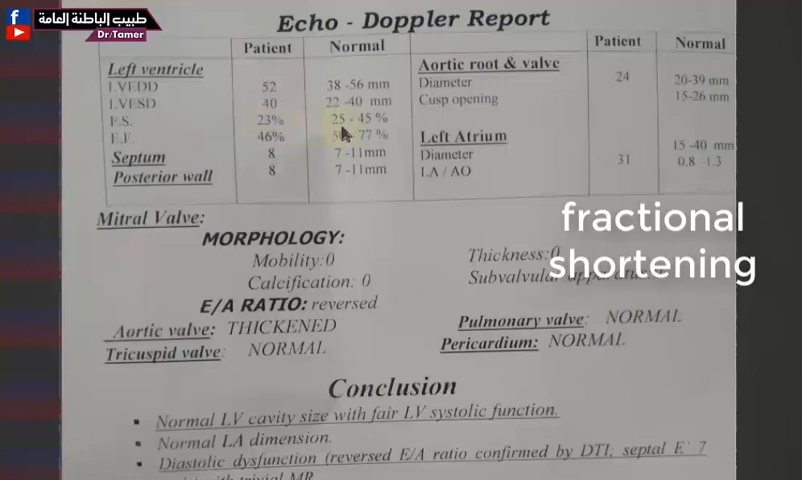 طبيب الباطنة العامة
Dr/Tamer
Echo - Doppler Report
Patient Normal
Left ventricle
LVEDD 52 38 -56 mm
LVESD 40 22 -40 mm
F.S. 23% 25 - 45 %
E.F. 46% 77 %
Septum 8 7 -11mm
Posterior wall 8 7 -11mm
Patient Normal
Aortic root & valve
Diameter 24 20-39 mm
Cusp opening 15-26 mm
Left Atrium
Diameter 31 15 -40 mm
LA / AO 0.8 -1.3
fractional
shortening
Mitral Valve:
MORPHOLOGY:
Mobility:0 Thickness:0
Calcification: 0 Subvalvular
E/A RATIO: reversed
Aortic valve: THICKENED Pulmonary valve: NORMAL
Tricuspid valve: NORMAL Pericardium: NORMAL
Conclusion
▪ Normal LV cavity size with fair LV systolic function.
▪ Normal LA dimension.
▪ Diastolic dysfunction (reversed E/A ratio confirmed by DTI; septal E' 7
with trivial MR